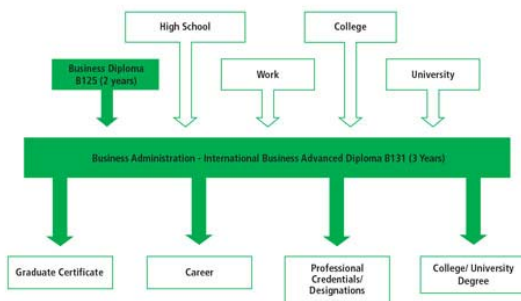 High School
College
Business Diploma
B125 (2 years)
Work
University
Business Administration - International Business Advanced Diploma B131 (3 Years)
Graduate Certificate
Career
Professional
Credentials/
Designations
College/ University
Degree